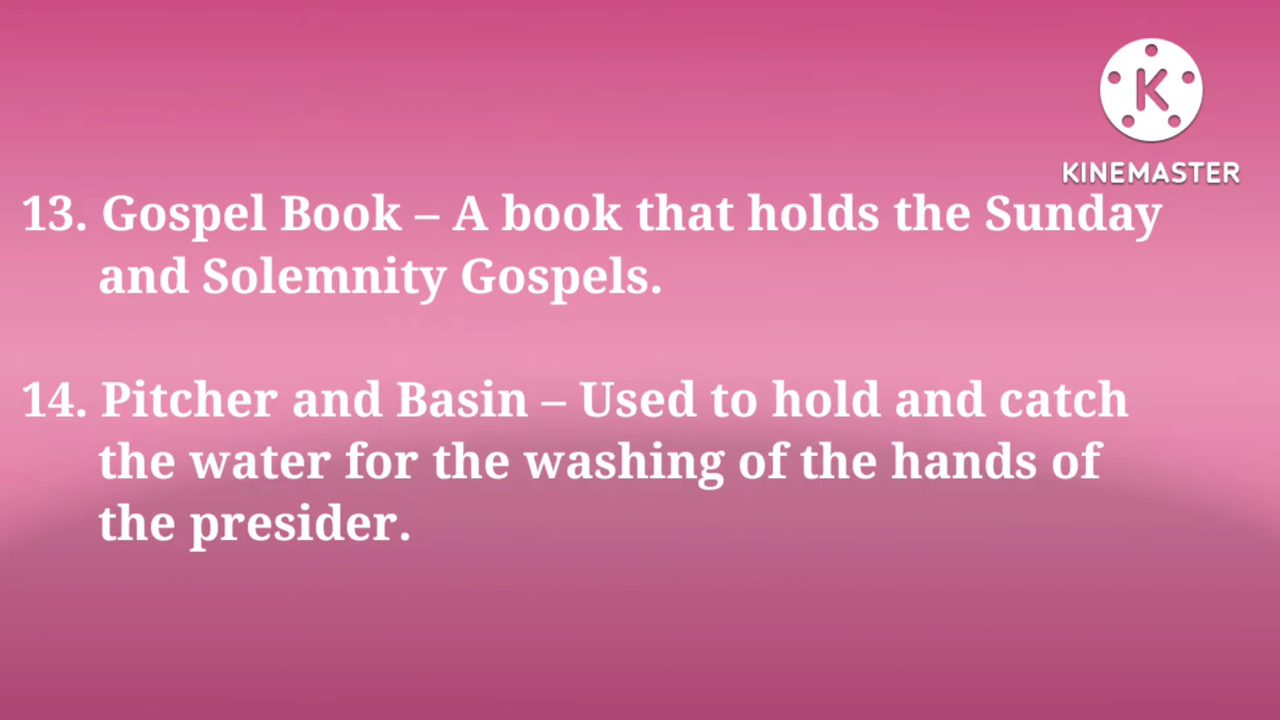 K
KINEMASTER
13. Gospel Book – A book that holds the Sunday
and Solemnity Gospels.
14. Pitcher and Basin – Used to hold and catch
the water for the washing of the hands of
the presider.